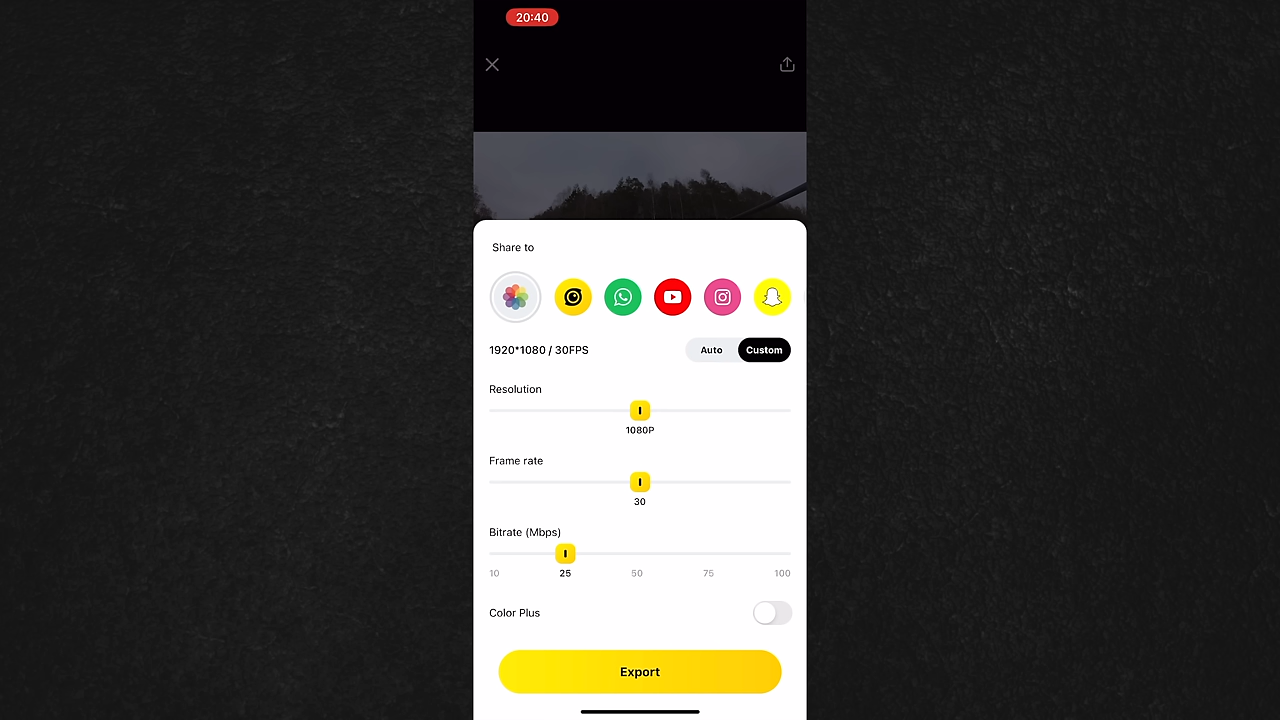 20:40
Share to
1920*1080 / 30FPS
Auto
Custom
Resolution
1080P
Frame rate
30
Bitrate (Mbps)
10 25 50 75 100
Color Plus
Export